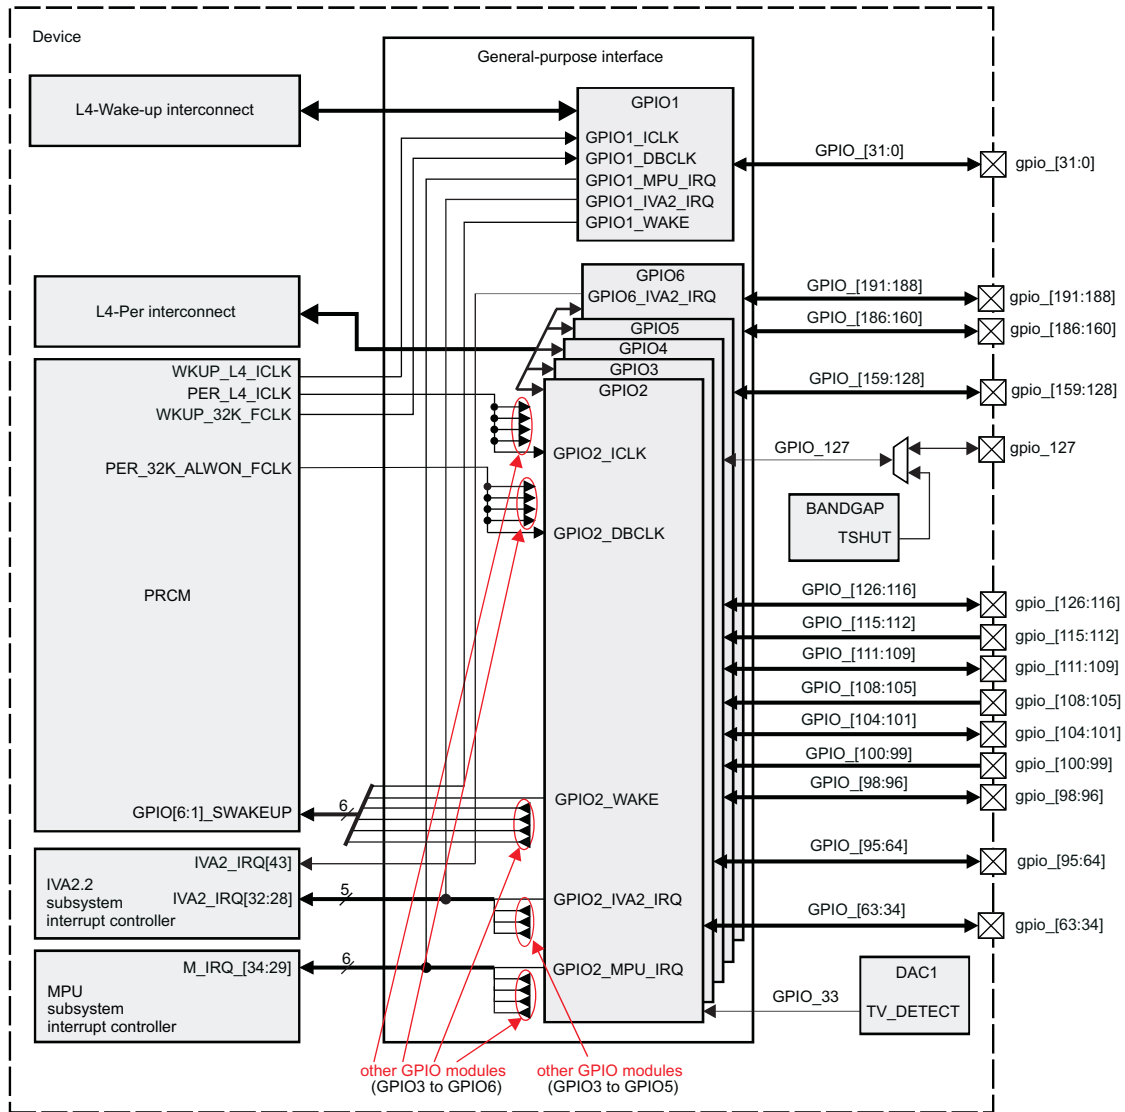 Device
General-purpose interface
L4-Wake-up interconnect
GPIO1
GPIO1_ICLK
GPIO1_DBCLK
GPIO1_MPU_IRQ
GPIO1_IVA2_IRQ
GPIO1_WAKE
GPIO_[31:0]
gpio_[31:0]
L4-Per interconnect
GPIO6
GPIO6_IVA2_IRQ
GPIO5
GPIO4
GPIO3
GPIO2
GPIO_[191:188]
gpio_[191:188]
GPIO_[186:160]
gpio_[186:160]
GPIO_[159:128]
gpio_[159:128]
WKUP_L4_ICLK
PER_L4_ICLK
WKUP_32K_FCLK
PER_32K_ALWON_FCLK
GPIO2_ICLK
GPIO2_DBCLK
GPIO_127
gpio_127
BANDGAP
TSHUT
PRCM
GPIO_[126:116]
gpio_[126:116]
GPIO_[115:112]
gpio_[115:112]
GPIO_[111:109]
gpio_[111:109]
GPIO_[108:105]
gpio_[108:105]
GPIO_[104:101]
gpio_[104:101]
GPIO_[100:99]
gpio_[100:99]
GPIO_[98:96]
gpio_[98:96]
GPIO[6:1]_SWAKEUP
6
GPIO2_WAKE
GPIO_[95:64]
gpio_[95:64]
IVA2_IRQ[43]
IVA2.2
subsystem
interrupt controller
IVA2_IRQ[32:28]
5
GPIO2_IVA2_IRQ
GPIO_[63:34]
gpio_[63:34]
M_IRQ_[34:29]
6
GPIO2_MPU_IRQ
MPU
subsystem
interrupt controller
GPIO_33
DAC1
TV_DETECT
other GPIO modules
(GPIO3 to GPIO6)
other GPIO modules
(GPIO3 to GPIO5)